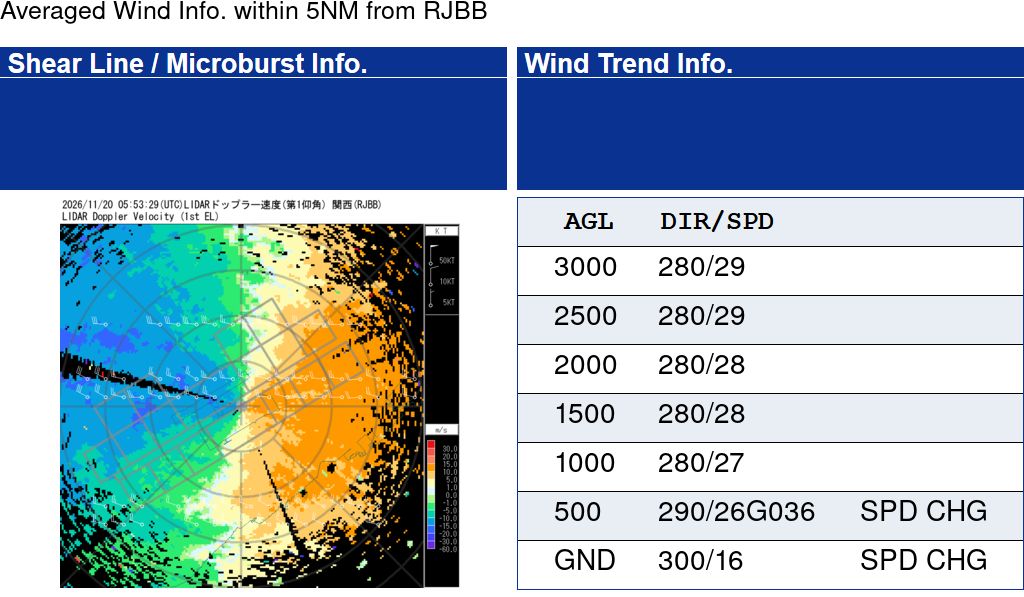 Averaged Wind Info. within 5NM from RJBB
Shear Line / Microburst Info.
Wind Trend Info.
2026/11/20 05:53:29(UTC)LIDARドップラー速度(第1仰角) 関西(RJBB)
LIDAR Doppler Velocity (1st EL)
K T
50KT
10KT
5KT
m/s
30.0
20.0
15.0
10.0
5.0
1.0
0.0
-1.0
-5.0
-10.0
-15.0
-20.0
-30.0
-60.0
AGL DIR/SPD
3000 280/29
2500 280/29
2000 280/28
1500 280/28
1000 280/27
500 290/26G036 SPD CHG
GND 300/16 SPD CHG